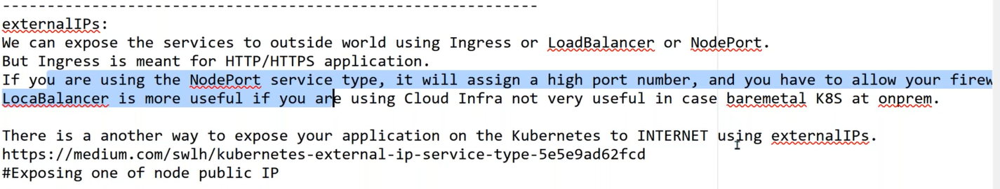 ------------------------------------------------------------
externalIPs:
We can expose the services to outside world using Ingress or LoadBalancer or NodePort.
But Ingress is meant for HTTP/HTTPS application.
If you are using the NodePort service type, it will assign a high port number, and you have to allow your firew
LocaBalancer is more useful if you are using Cloud Infra not very useful in case baremetal K8S at onprem.
There is a another way to expose your application on the Kubernetes to INTERNET using externalIPs.
https://medium.com/swlh/kubernetes-external-ip-service-type-5e5e9ad62fcd
#Exposing one of node public IP